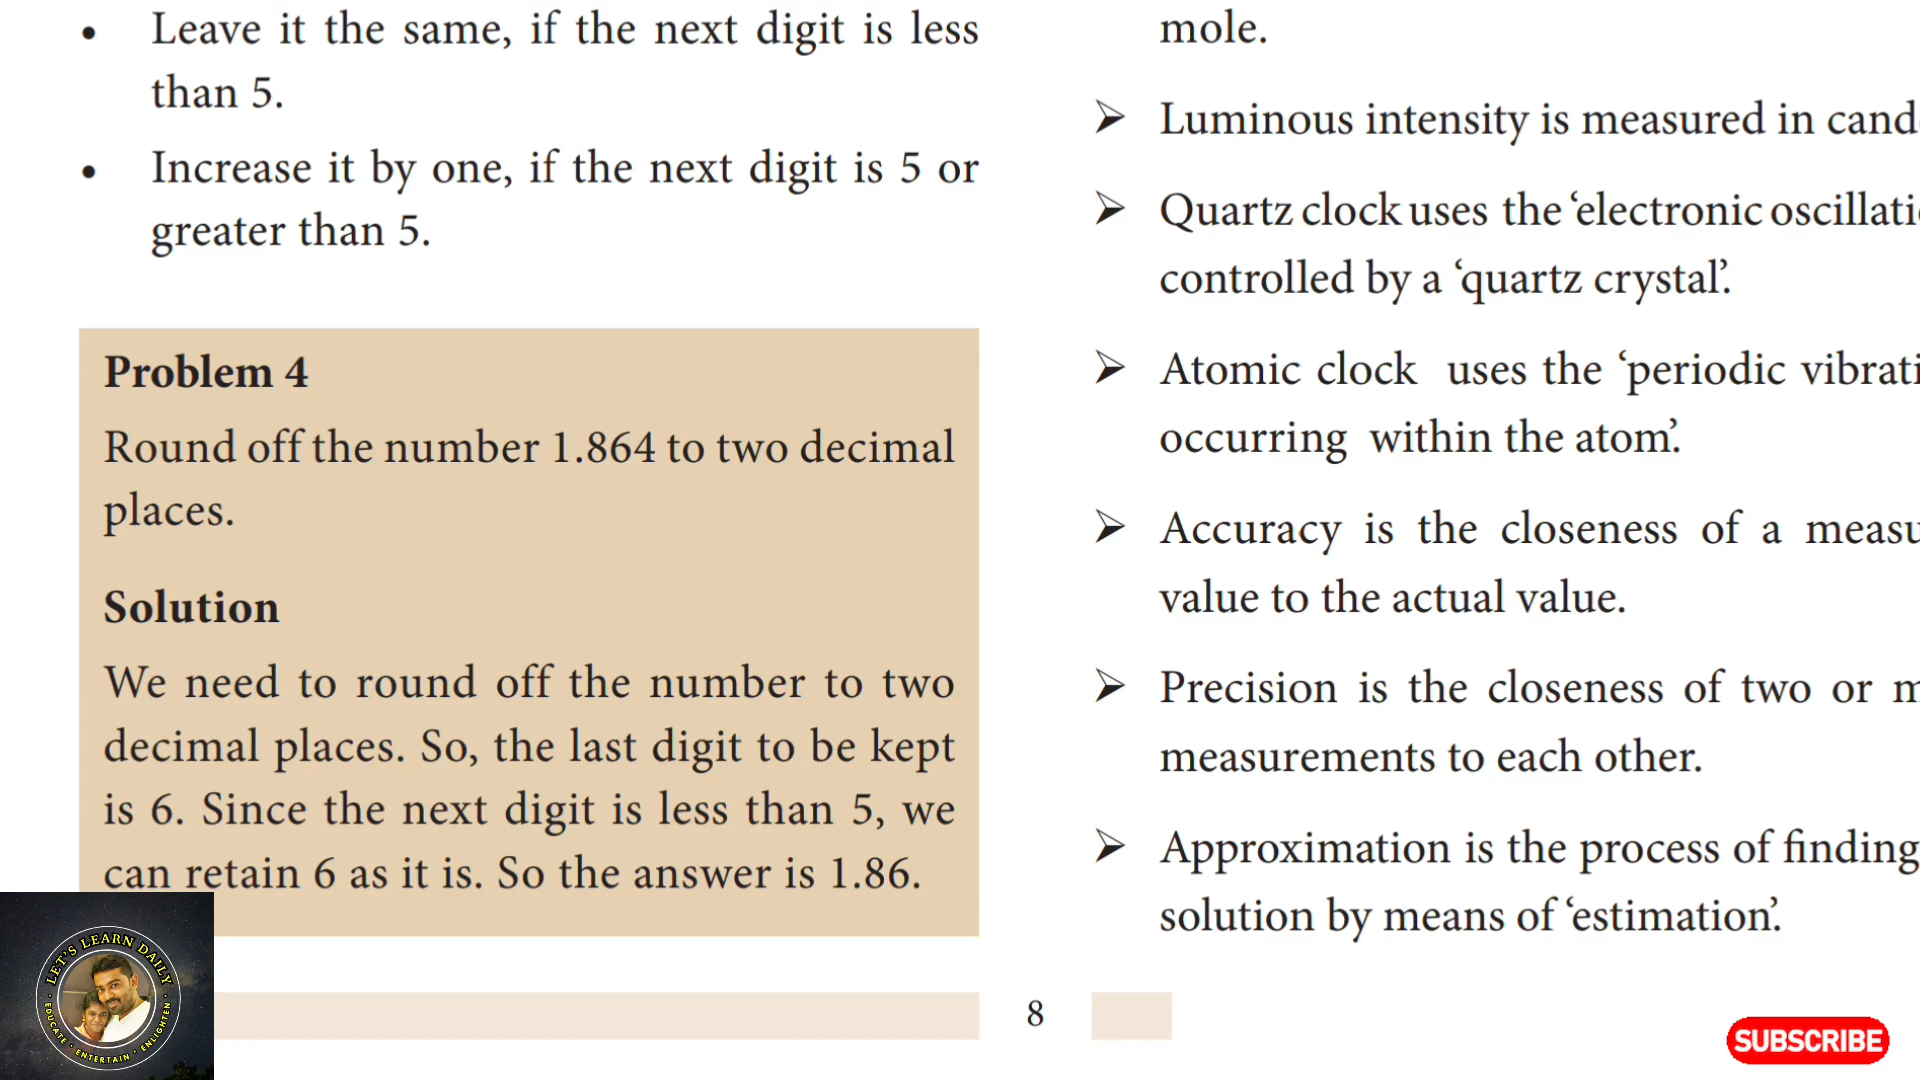 • Leave it the same, if the next digit is less
than 5.
• Increase it by one, if the next digit is 5 or
greater than 5.
Problem 4
Round off the number 1.864 to two decimal
places.
Solution
We need to round off the number to two
decimal places. So, the last digit to be kept
is 6. Since the next digit is less than 5, we
can retain 6 as it is. So the answer is 1.86.
mole.
➢ Luminous intensity is measured in cand
➢ Quartz clock uses the ‘electronic oscillati
controlled by a ‘quartz crystal’.
➢ Atomic clock uses the ‘periodic vibrati
occurring within the atom’.
➢ Accuracy is the closeness of a measu
value to the actual value.
➢ Precision is the closeness of two or m
measurements to each other.
➢ Approximation is the process of finding
solution by means of ‘estimation’.
8
LET'S LEARN DAILY
EDUCATE · ENTERTAIN · ENLIGHTEN
SUBSCRIBE